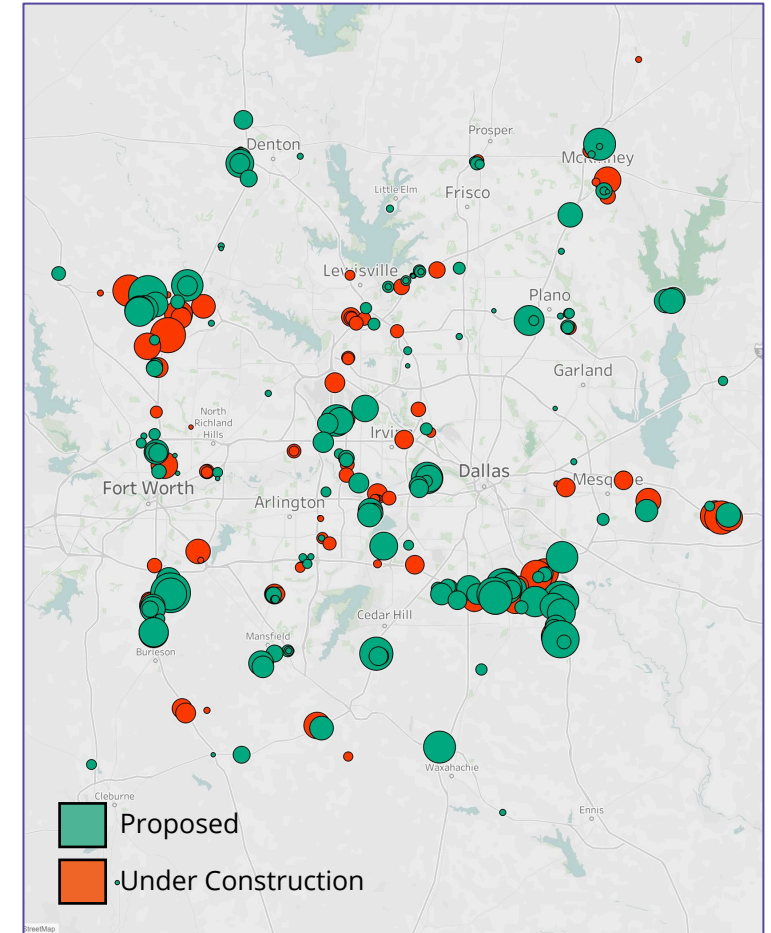 Prosper
Denton
McKinney
Little Elm
Frisco
Lewisville
Plano
Garland
North
Richland
Hills
Irving
Dallas
Mesquite
Fort Worth
Arlington
Cedar Hill
Mansfield
Burleson
Waxahachie
Cleburne
Ennis
Proposed
Under Construction
StreetMap